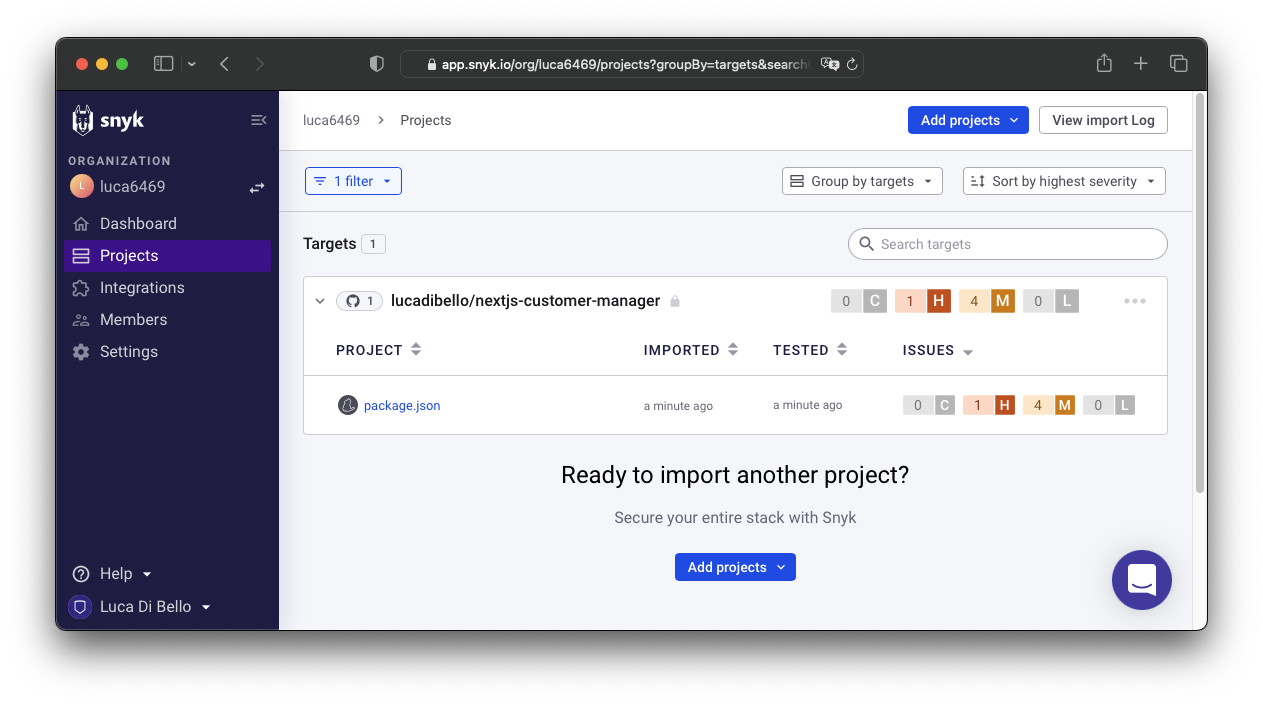 app.snyk.io/org/luca6469/projects?groupBy=targets&search
snyk
ORGANIZATION
L luca6469
Dashboard
Projects
Integrations
Members
Settings
Help
Luca Di Bello
luca6469 > Projects
Add projects
View import Log
1 filter
Group by targets
Sort by highest severity
Targets 1
Search targets
1 lucadibello/nextjs-customer-manager 0 C 1 H 4 M 0 L
PROJECT IMPORTED TESTED ISSUES
package.json a minute ago a minute ago 0 C 1 H 4 M 0 L
Ready to import another project?
Secure your entire stack with Snyk
Add projects